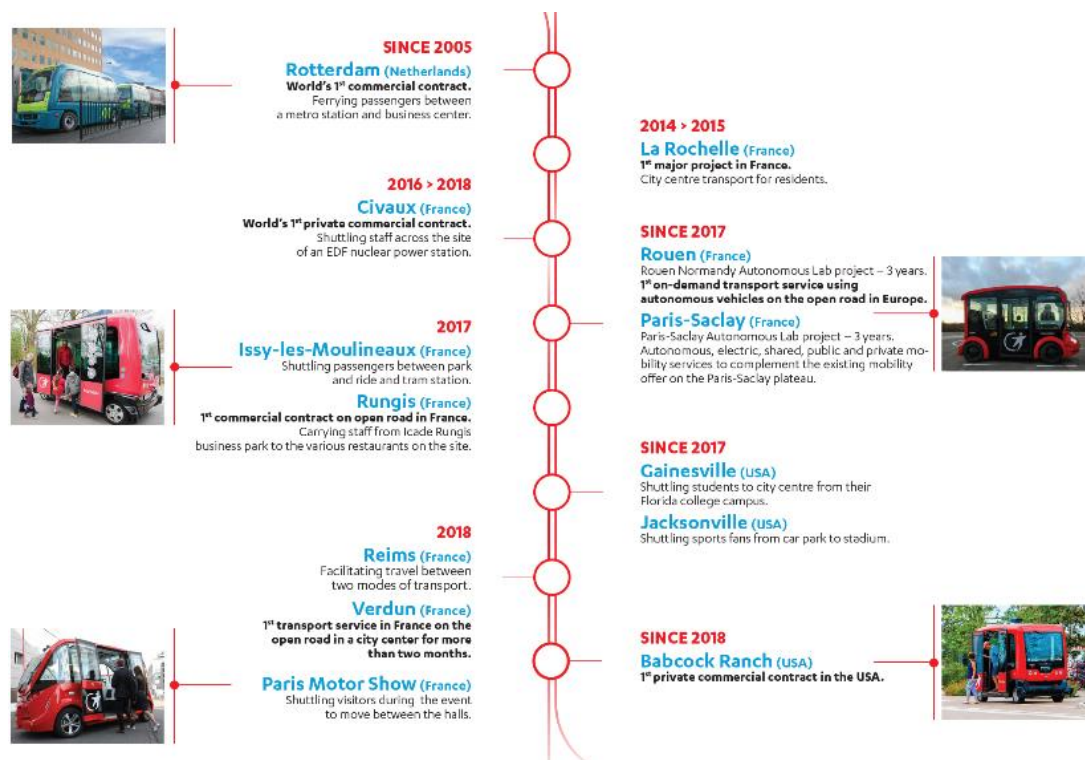 SINCE 2005
Rotterdam (Netherlands)
World's 1st commercial contract.
Ferrying passengers between
a metro station and business center.
2014 > 2015
La Rochelle (France)
1st major project in France.
City centre transport for residents.
2016 > 2018
Civaux (France)
World's 1st private commercial contract.
Shuttling staff across the site
of an EDF nuclear power station.
SINCE 2017
Rouen (France)
Rouen Normandy Autonomous Lab project – 3 years.
1st on-demand transport service using
autonomous vehicles on the open road in Europe.
Paris-Saclay (France)
Paris-Saclay Autonomous Lab project – 3 years.
Autonomous, electric, shared, public and private mo-
bility services to complement the existing mobility
offer on the Paris-Saclay plateau.
2017
Issy-les-Moulineaux (France)
Shuttling passengers between park
and ride and tram station.
Rungis (France)
1st commercial contract on open road in France.
Carrying staff from Icade Rungis
business park to the various restaurants on the site.
SINCE 2017
Gainesville (USA)
Shuttling students to city centre from their
Florida college campus.
Jacksonville (USA)
Shuttling sports fans from car park to stadium.
2018
Reims (France)
Facilitating travel between
two modes of transport.
Verdun (France)
1st transport service in France on the
open road in a city center for more
than two months.
Paris Motor Show (France)
Shuttling visitors during the event
to move between the halls.
SINCE 2018
Babcock Ranch (USA)
1st private commercial contract in the USA.